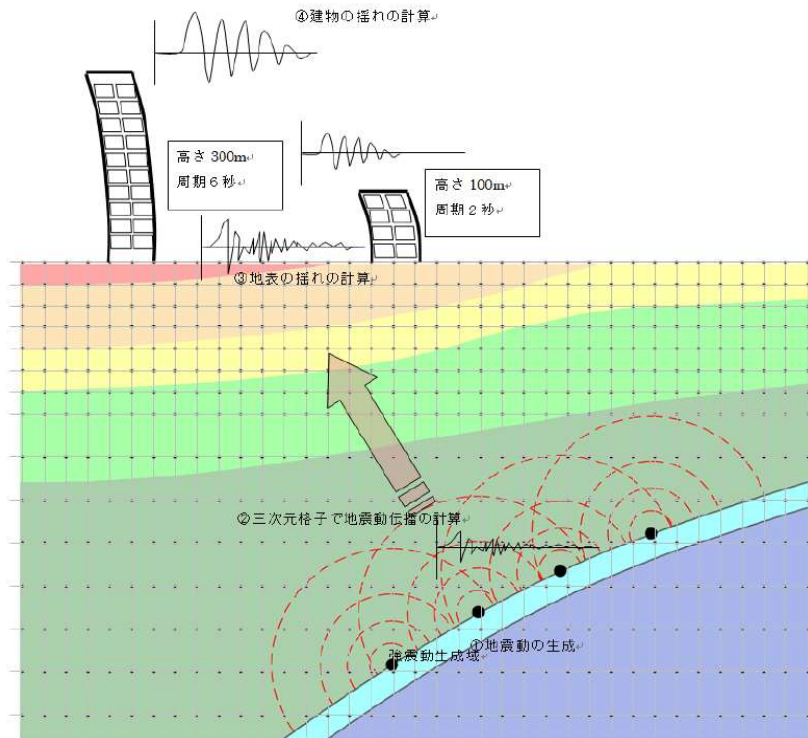 ④建物の揺れの計算
高さ 300m
周期６秒
高さ 100m
周期２秒
③地表の揺れの計算
②三次元格子で地震動伝播の計算
①地震動の生成
強震動生成域